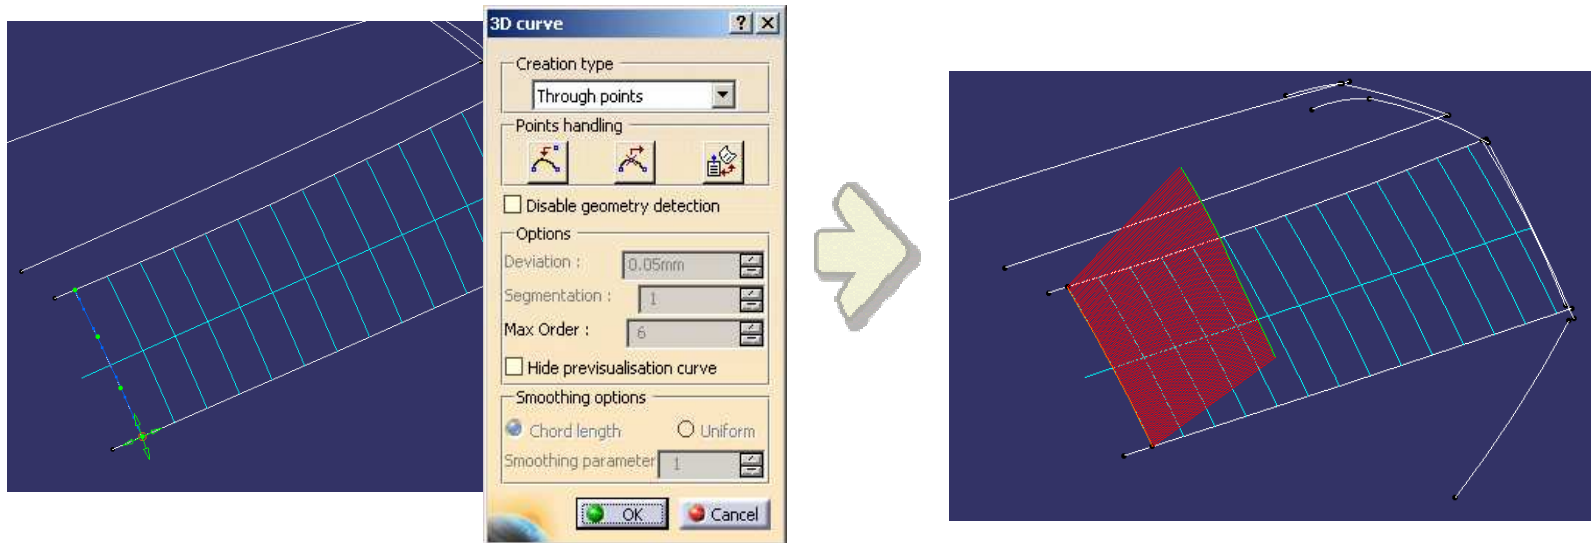 3D curve
Creation type
Through points
Points handling
Disable geometry detection
Options
Deviation :
0.05mm
Segmentation :
1
Max Order :
6
Hide previsualisation curve
Smoothing options
Chord length
Uniform
Smoothing parameter
1
OK
Cancel